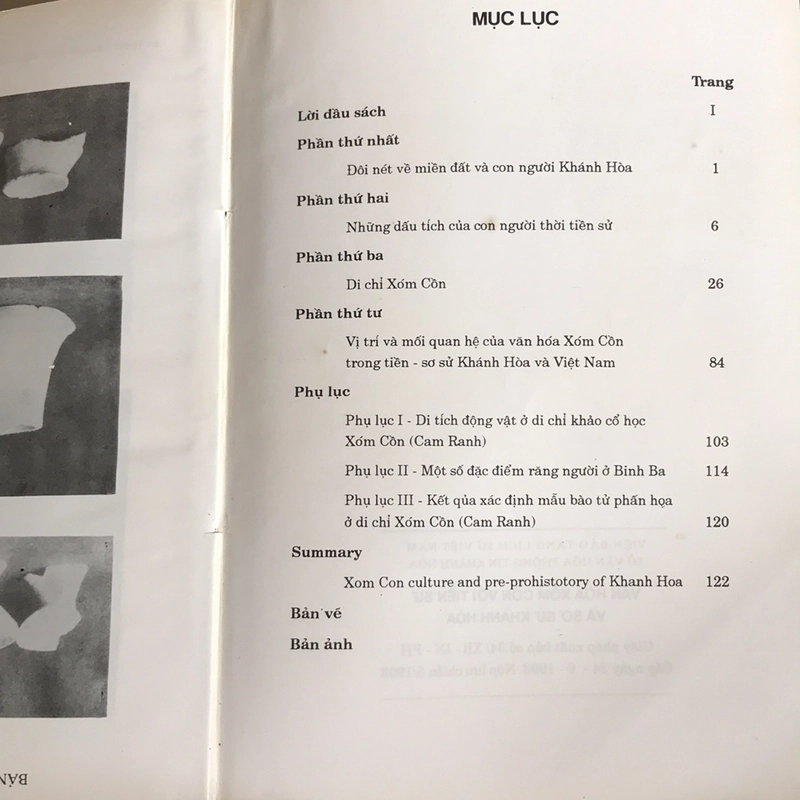 MỤC LỤC
Trang
Lời đầu sách I
Phần thứ nhất
Đôi nét về miền đất và con người Khánh Hòa 1
Phần thứ hai
Những dấu tích của con người thời tiền sử 6
Phần thứ ba
Di chỉ Xóm Cồn 26
Phần thứ tư
Vị trí và mối quan hệ của văn hóa Xóm Cồn
trong tiền - sơ sử Khánh Hòa và Việt Nam 84
Phụ lục
Phụ lục I - Di tích động vật ở di chỉ khảo cổ học
Xóm Cồn (Cam Ranh) 103
Phụ lục II - Một số đặc điểm răng người ở Bình Ba 114
Phụ lục III - Kết qủa xác định mẫu bào tử phấn họa
ở di chỉ Xóm Cồn (Cam Ranh) 120
Summary
Xom Con culture and pre-prohistotory of Khanh Hoa 122
Bản vẽ
Bản ảnh
BẢN